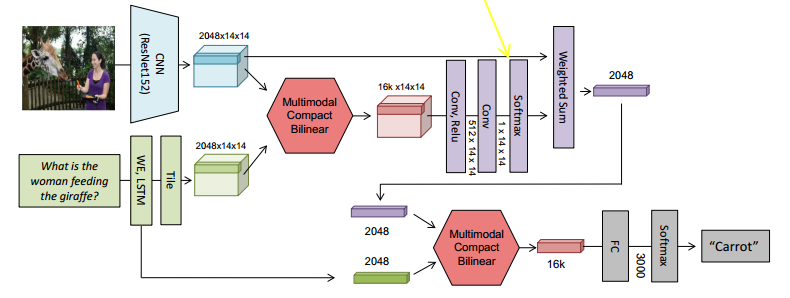 CNN
(ResNet152)
2048x14x14
Multimodal
Compact
Bilinear
16k x14x14
Conv, Relu
512 x 14 x 14
Conv
1 x 14 x 14
Softmax
Weighted Sum
2048
What is the
woman feeding
the giraffe?
WE, LSTM
Tile
2048x14x14
2048
2048
Multimodal
Compact
Bilinear
16k
FC
3000
Softmax
“Carrot”